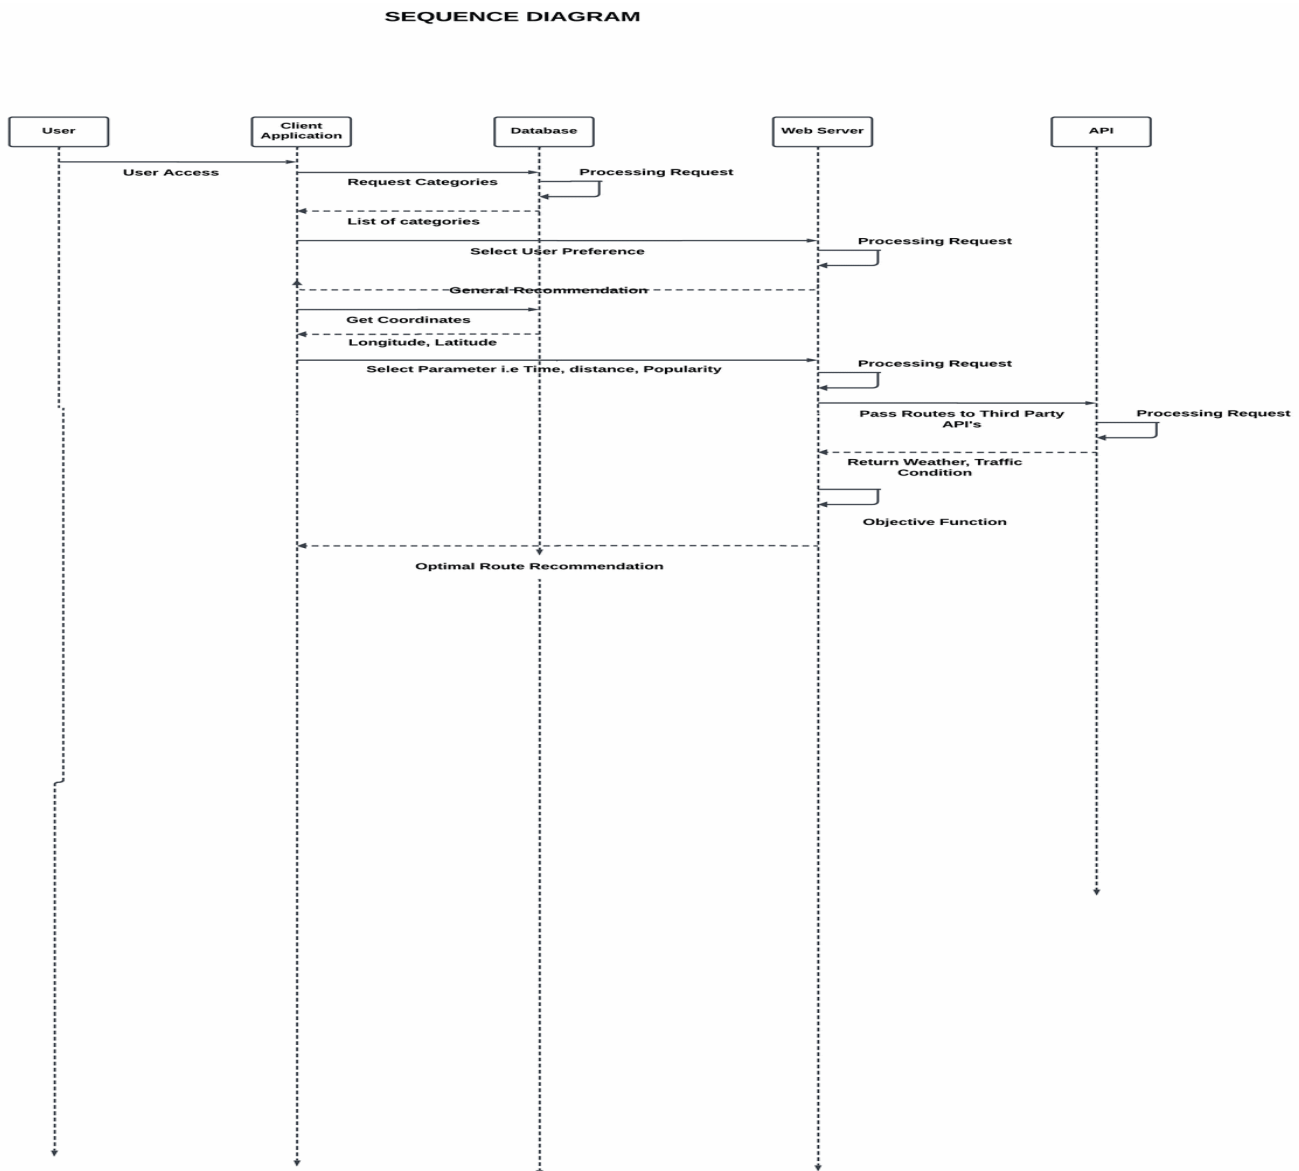 SEQUENCE DIAGRAM
User
Client
Application
Database
Web Server
API
User Access
Request Categories
Processing Request
List of categories
Select User Preference
Processing Request
General Recommendation
Get Coordinates
Longitude, Latitude
Select Parameter i.e Time, distance, Popularity
Processing Request
Pass Routes to Third Party
API's
Processing Request
Return Weather, Traffic
Condition
Objective Function
Optimal Route Recommendation